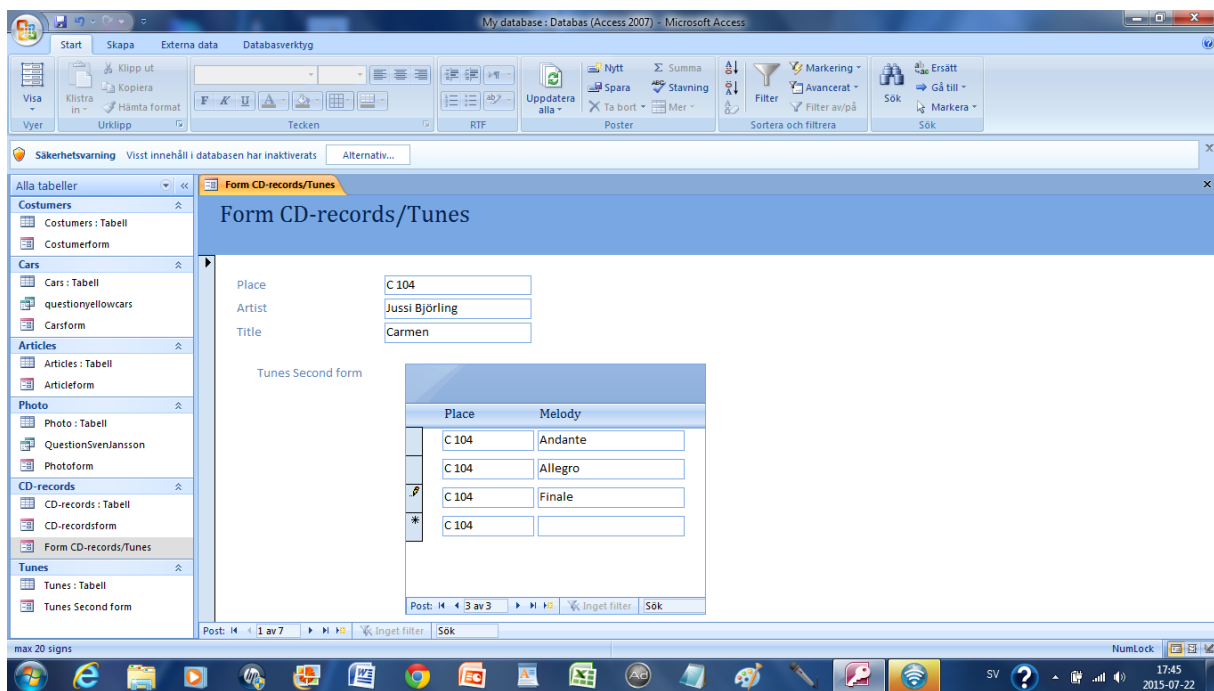 My database : Databas (Access 2007) - Microsoft Access
Start Skapa Externa data Databasverktyg
Visa
Vyer
Klistra in
Klipp ut
Kopiera
Hämta format
Urklipp
F K U A
Tecken
RTF
Uppdatera alla
Nytt
Spara
Ta bort
Σ Summa
Stavning
Mer
Poster
Filter
Markering
Avancerat
Filter av/på
Sortera och filtrera
Sök
Ersätt
Gå till
Markera
Sök
Säkerhetsvarning Visst innehåll i databasen har inaktiverats Alternativ...
Alla tabeller
Costumers
Costumers : Tabell
Costumerform
Cars
Cars : Tabell
questionyellowcars
Carsform
Articles
Articles : Tabell
Articleform
Photo
Photo : Tabell
QuestionSvenJansson
Photoform
CD-records
CD-records : Tabell
CD-recordsform
Form CD-records/Tunes
Tunes
Tunes : Tabell
Tunes Second form
Form CD-records/Tunes
Form CD-records/Tunes
Place C 104
Artist Jussi Björling
Title Carmen
Tunes Second form
Place Melody
C 104 Andante
C 104 Allegro
C 104 Finale
C 104
Post: 3 av 3 Inget filter Sök
Post: 1 av 7 Inget filter Sök
max 20 signs NumLock
SV 17:45
2015-07-22